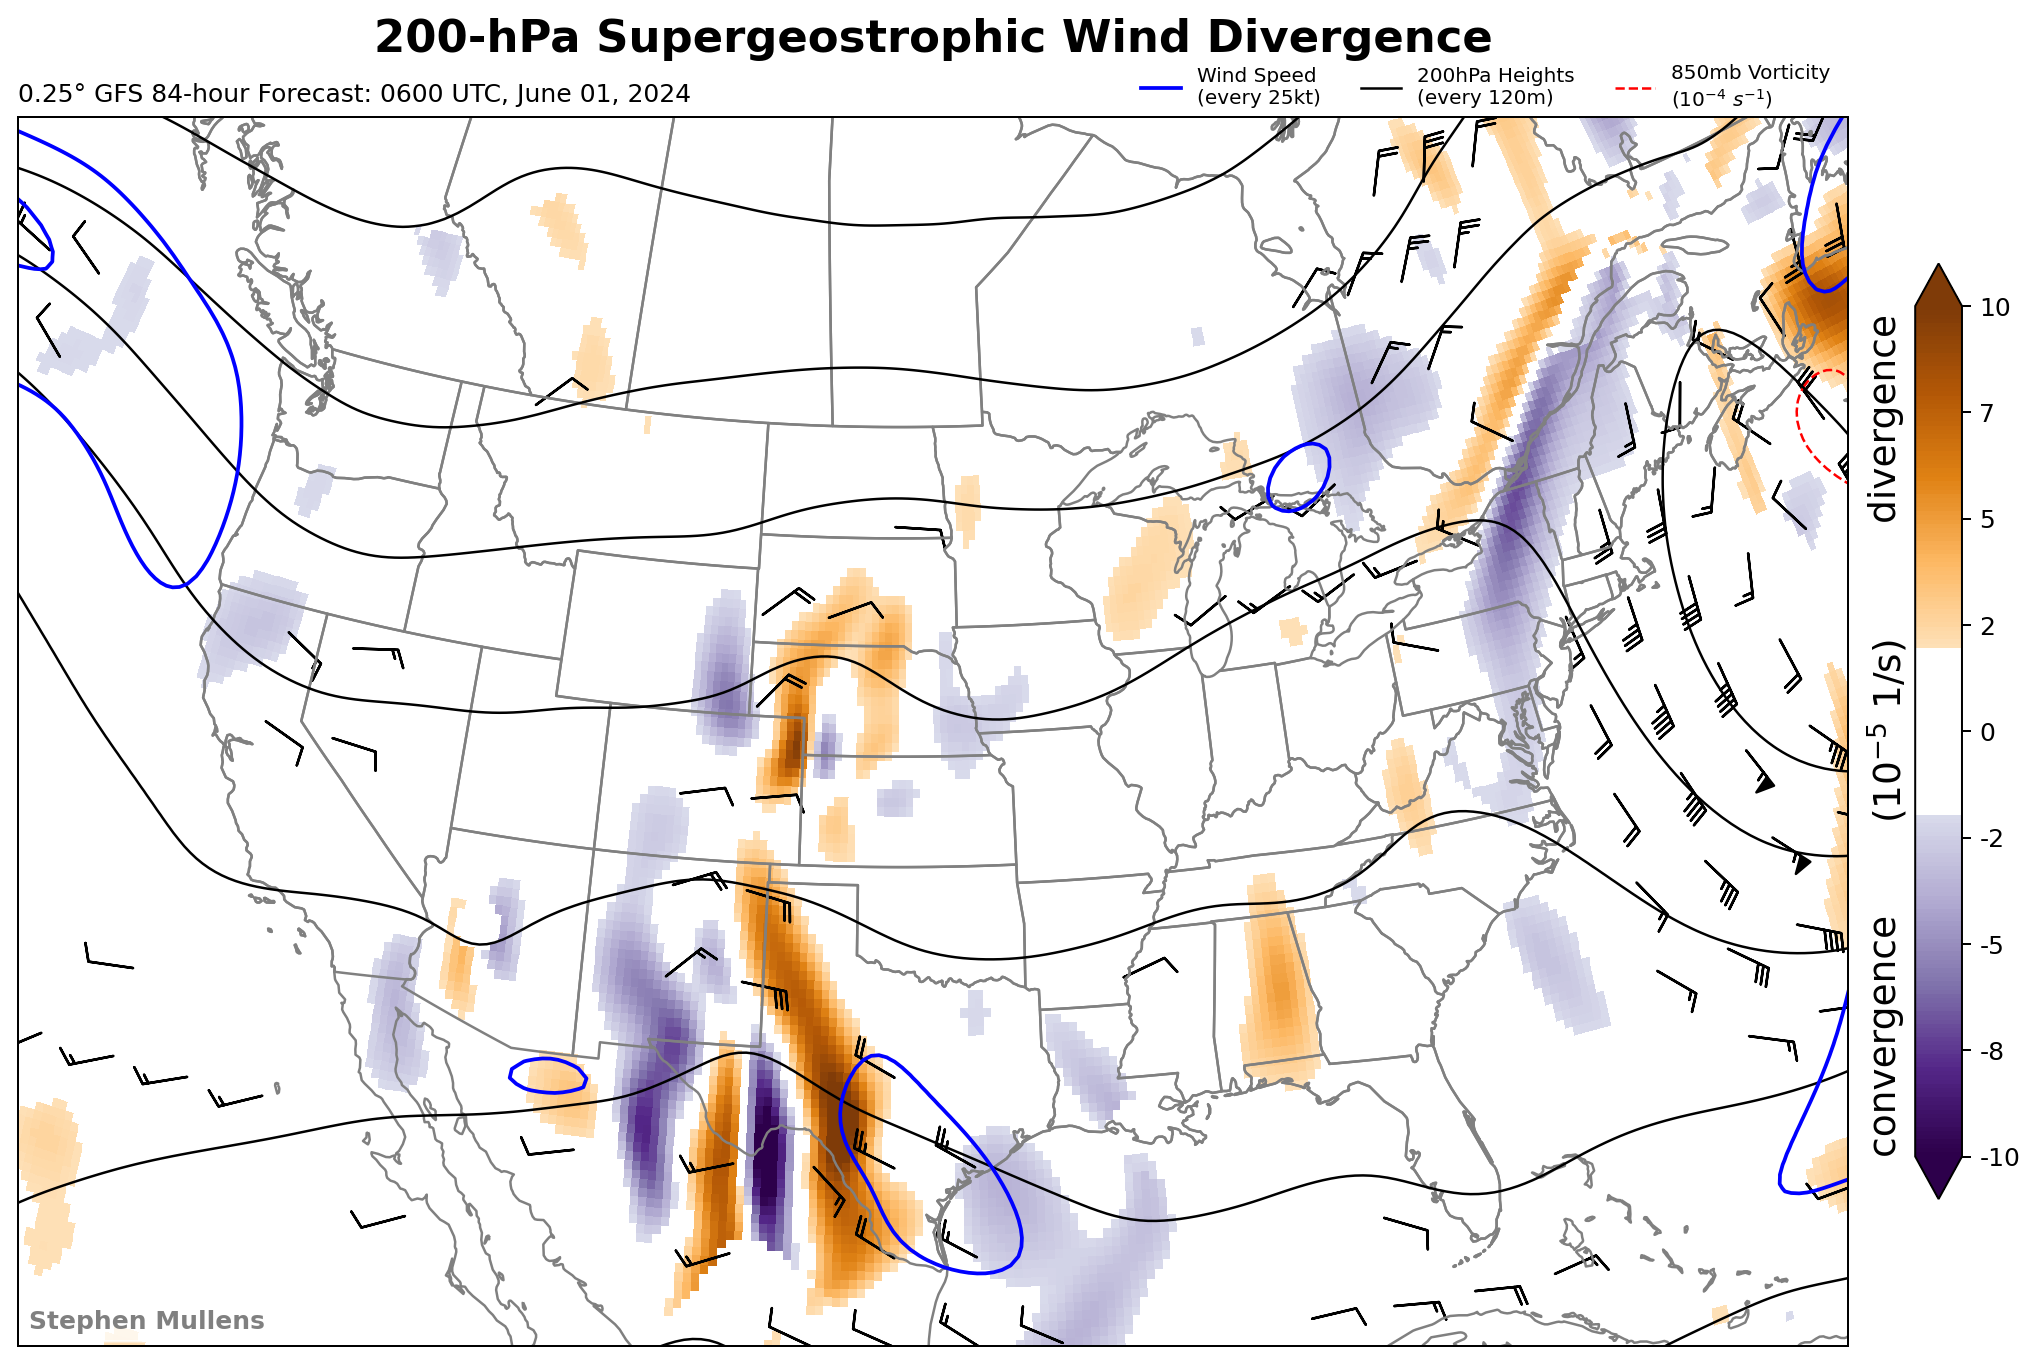 200-hPa Supergeostrophic Wind Divergence
0.25° GFS 84-hour Forecast: 0600 UTC, June 01, 2024
Wind Speed
(every 25kt)
200hPa Heights
(every 120m)
850mb Vorticity
(10⁻⁴ s⁻¹)
10
7
5
2
0
-2
-5
-8
-10
convergence (10⁻⁵ 1/s) divergence
Stephen Mullens